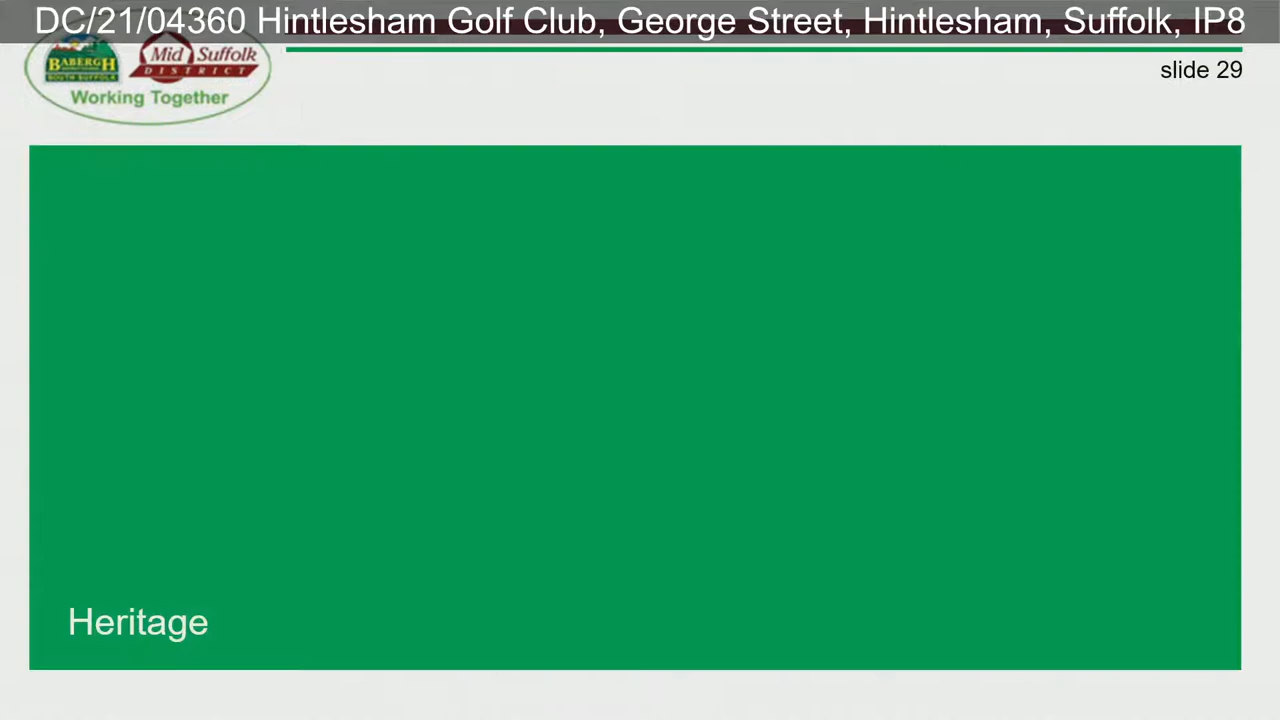 DC/21/04360 Hintlesham Golf Club, George Street, Hintlesham, Suffolk, IP8
BABERGH
SOUTH SUFFOLK
Mid Suffolk
DISTRICT
Working Together
slide 29
Heritage